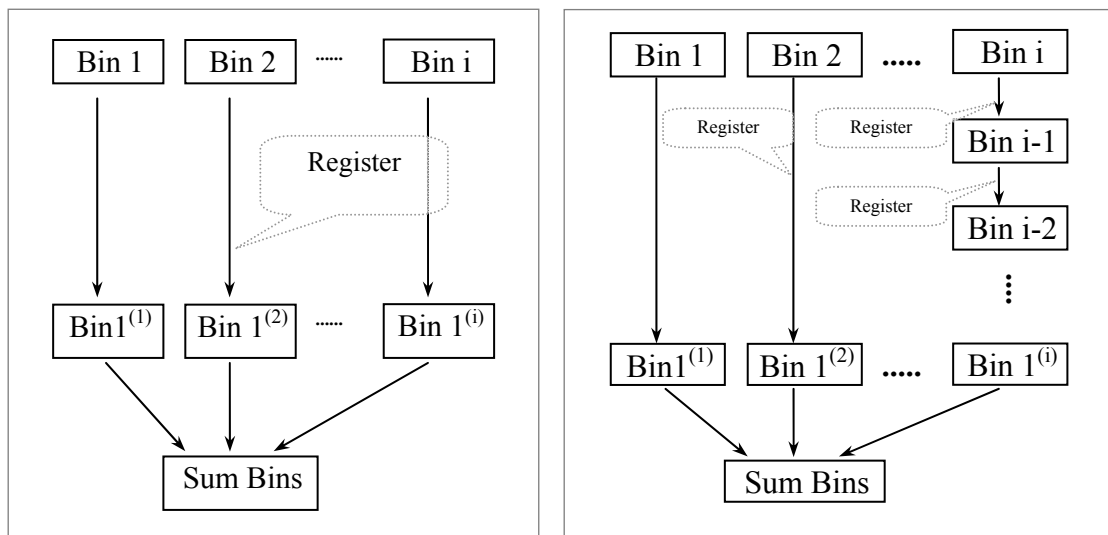 Bin 1 Bin 2 ...... Bin i
Register
Bin1(1) Bin 1(2) ...... Bin 1(i)
Sum Bins
Bin 1 Bin 2 ..... Bin i
Register Register
Bin i-1
Register
Bin i-2
....
Bin1(1) Bin 1(2) ..... Bin 1(i)
Sum Bins